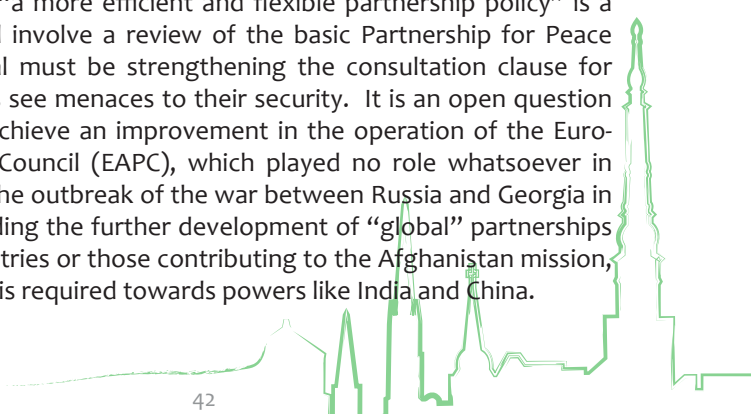 “a more efficient and flexible partnership policy” is a
involve a review of the basic Partnership for Peace
must be strengthening the consultation clause for
see menaces to their security. It is an open question
achieve an improvement in the operation of the Euro-
Council (EAPC), which played no role whatsoever in
the outbreak of the war between Russia and Georgia in
ding the further development of “global” partnerships
tries or those contributing to the Afghanistan mission,
is required towards powers like India and China.
42